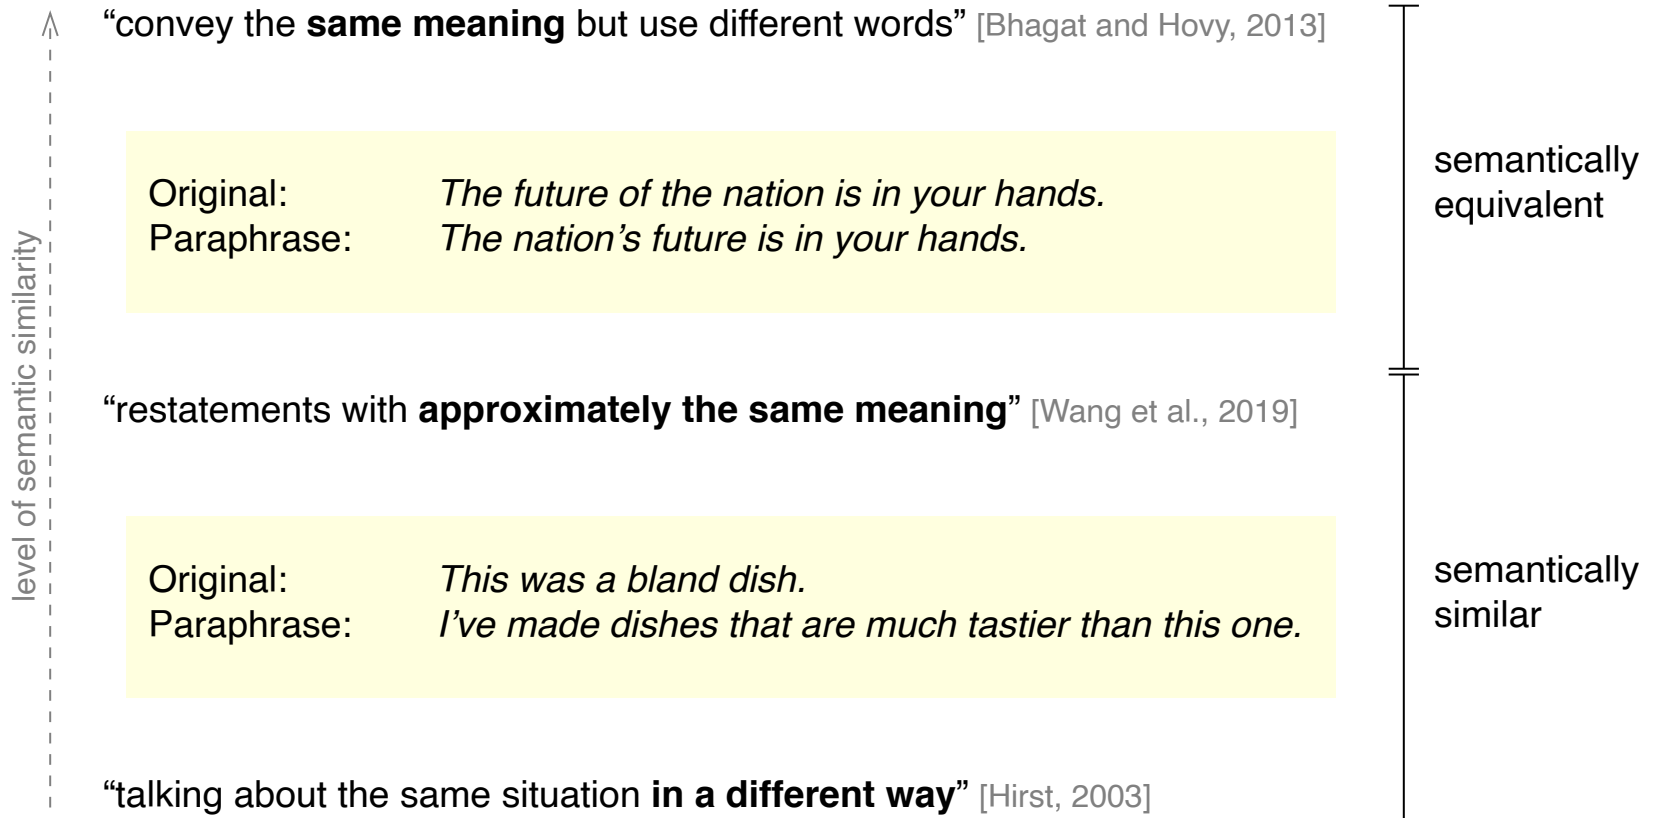 “convey the same meaning but use different words” [Bhagat and Hovy, 2013]
Original: The future of the nation is in your hands.
Paraphrase: The nation’s future is in your hands.
semantically
equivalent
level of semantic similarity
“restatements with approximately the same meaning” [Wang et al., 2019]
Original: This was a bland dish.
Paraphrase: I’ve made dishes that are much tastier than this one.
semantically
similar
“talking about the same situation in a different way” [Hirst, 2003]